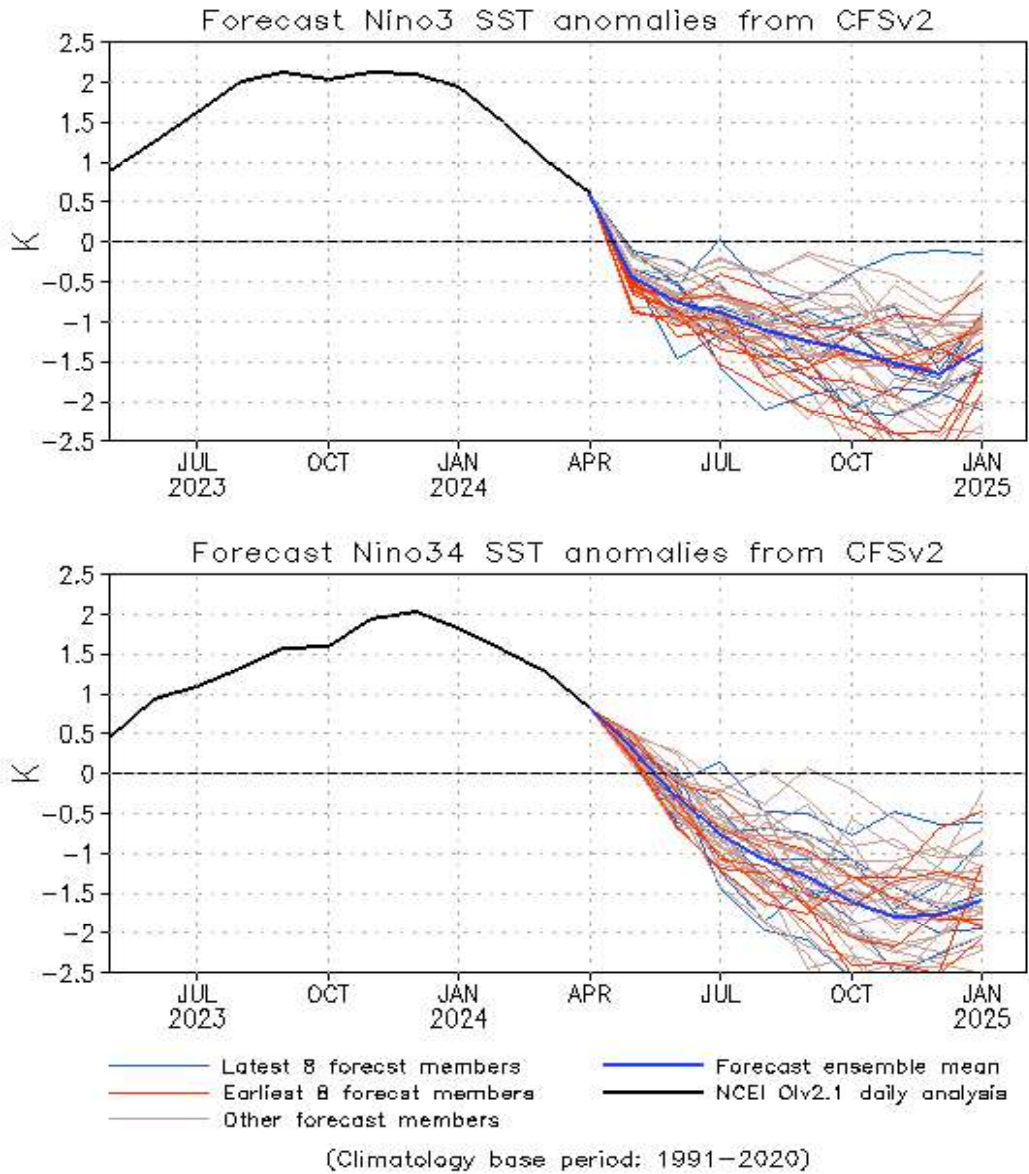 Forecast Nino3 SST anomalies from CFSv2
2.5
2
1.5
1
0.5
0
−0.5
−1
−1.5
−2
−2.5
K
JUL 2023
OCT
JAN 2024
APR
JUL
OCT
JAN 2025
Forecast Nino34 SST anomalies from CFSv2
2.5
2
1.5
1
0.5
0
−0.5
−1
−1.5
−2
−2.5
K
JUL 2023
OCT
JAN 2024
APR
JUL
OCT
JAN 2025
Latest 8 forecst members
Earliest 8 forecst members
Other forecast members
Forecast ensemble mean
NCEI OIv2.1 daily analysis
(Climatology base period: 1991−2020)